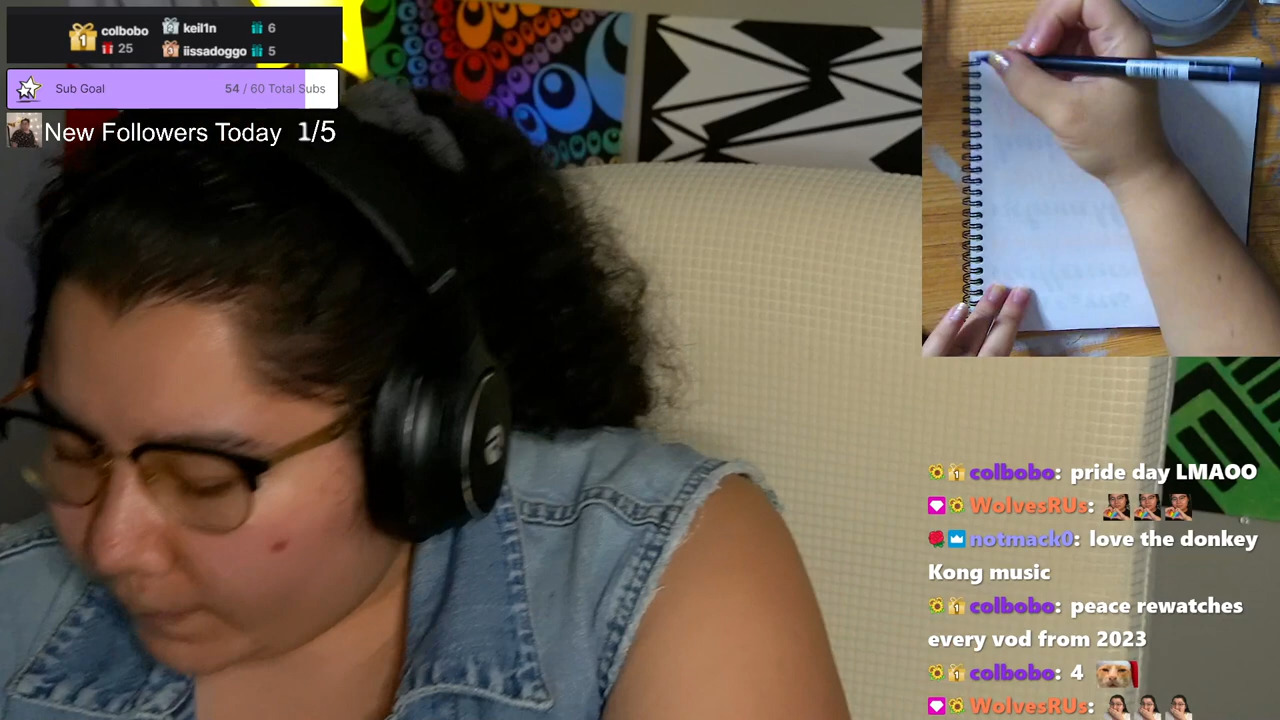 colbobo
25
keil1n 6
iissadoggo 5
Sub Goal 54 / 60 Total Subs
New Followers Today 1/5
colbobo: pride day LMAOO
WolvesRUs:
notmack0: love the donkey
Kong music
colbobo: peace rewatches
every vod from 2023
colbobo: 4
WolvesRUs: